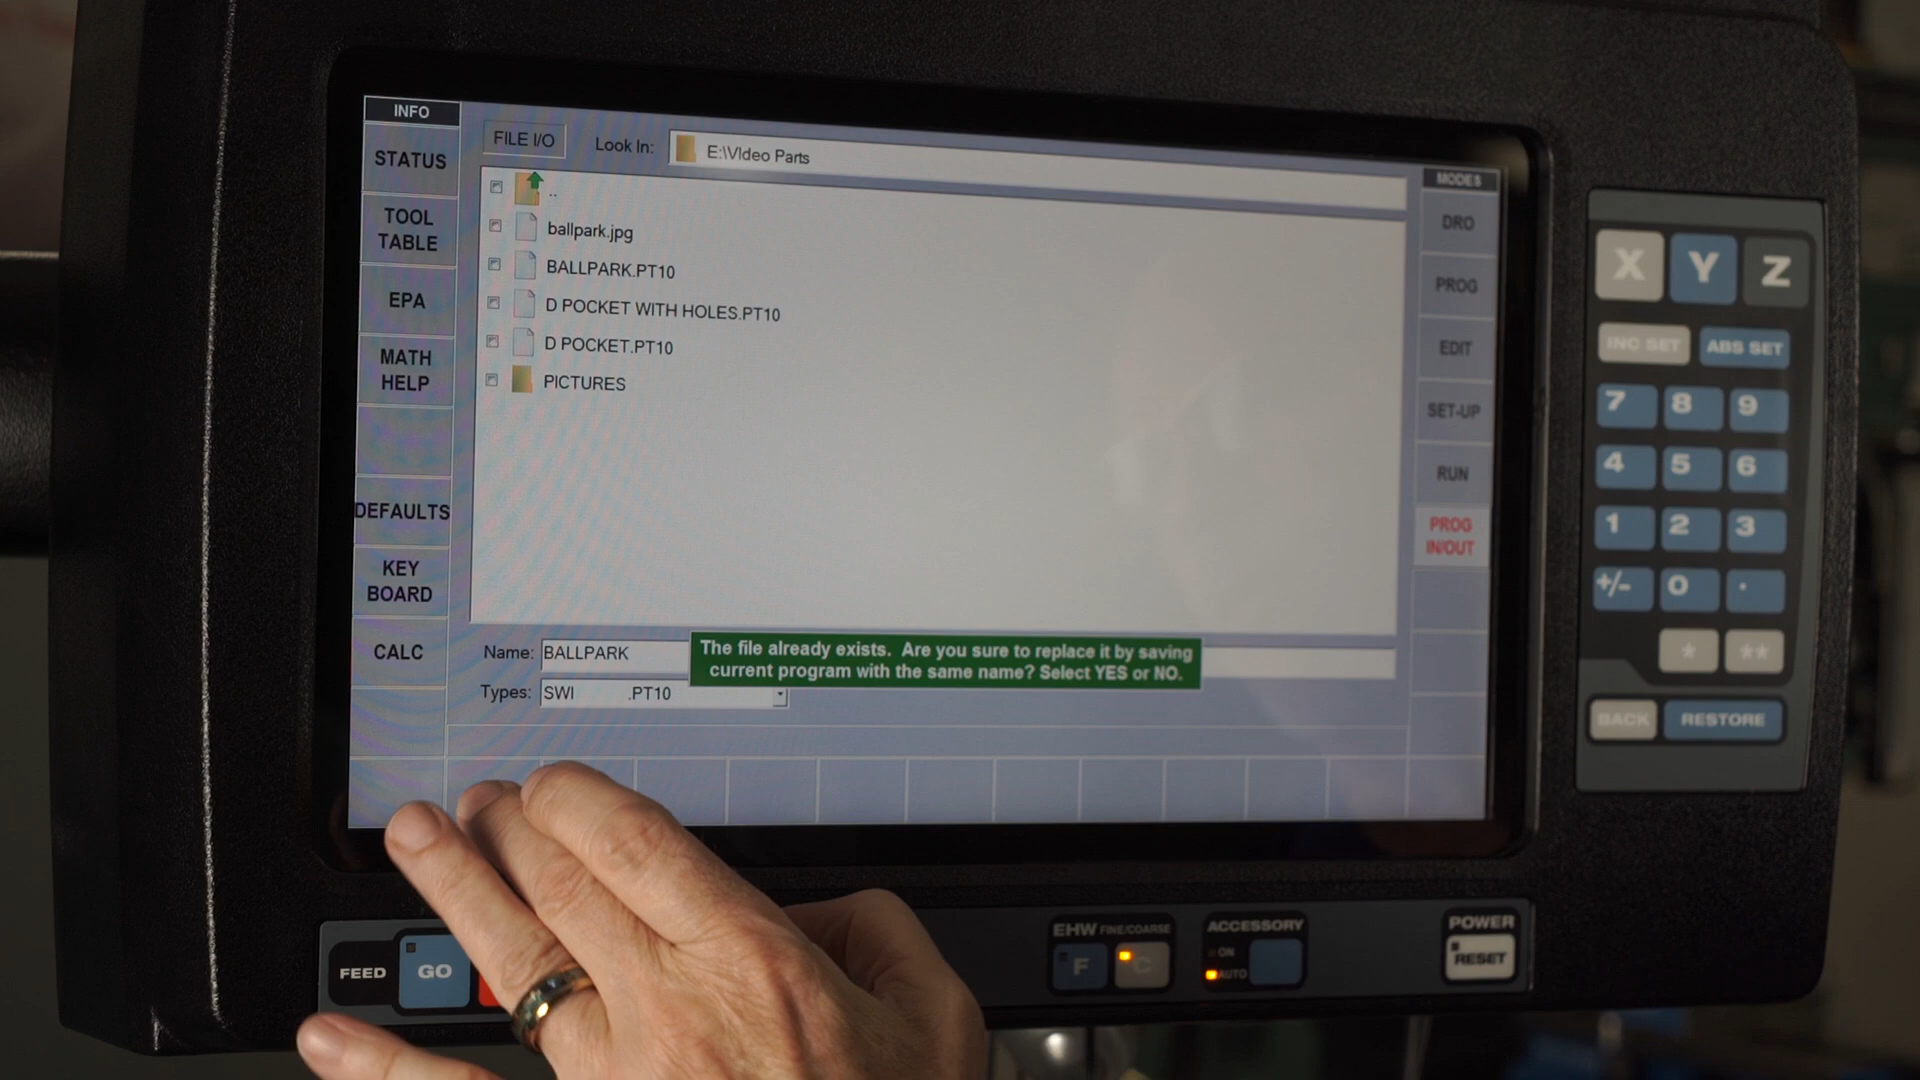 INFO
STATUS
TOOL
TABLE
EPA
MATH
HELP
DEFAULTS
KEY
BOARD
CALC
FILE I/O
Look In:
E:\VIdeo Parts
..
ballpark.jpg
BALLPARK.PT10
D POCKET WITH HOLES.PT10
D POCKET.PT10
PICTURES
Name:
BALLPARK
The file already exists. Are you sure to replace it by saving
current program with the same name? Select YES or NO.
Types:
SWI .PT10
MODES
DRO
PROG
EDIT
SET-UP
RUN
PROG
IN/OUT
X Y Z
INC SET ABS SET
7 8 9
4 5 6
1 2 3
+/- 0 .
* **
BACK RESTORE
FEED
GO
EHW FINE/COARSE
F C
ACCESSORY
ON
AUTO
POWER
RESET